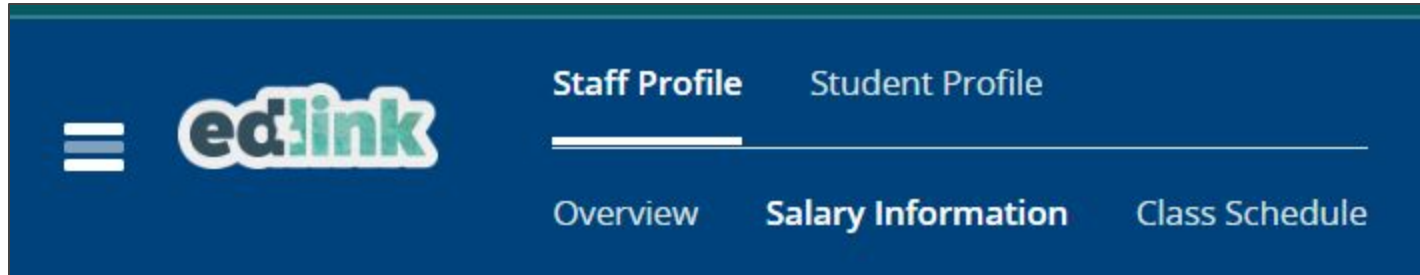 edlink
Staff Profile Student Profile
Overview Salary Information Class Schedule